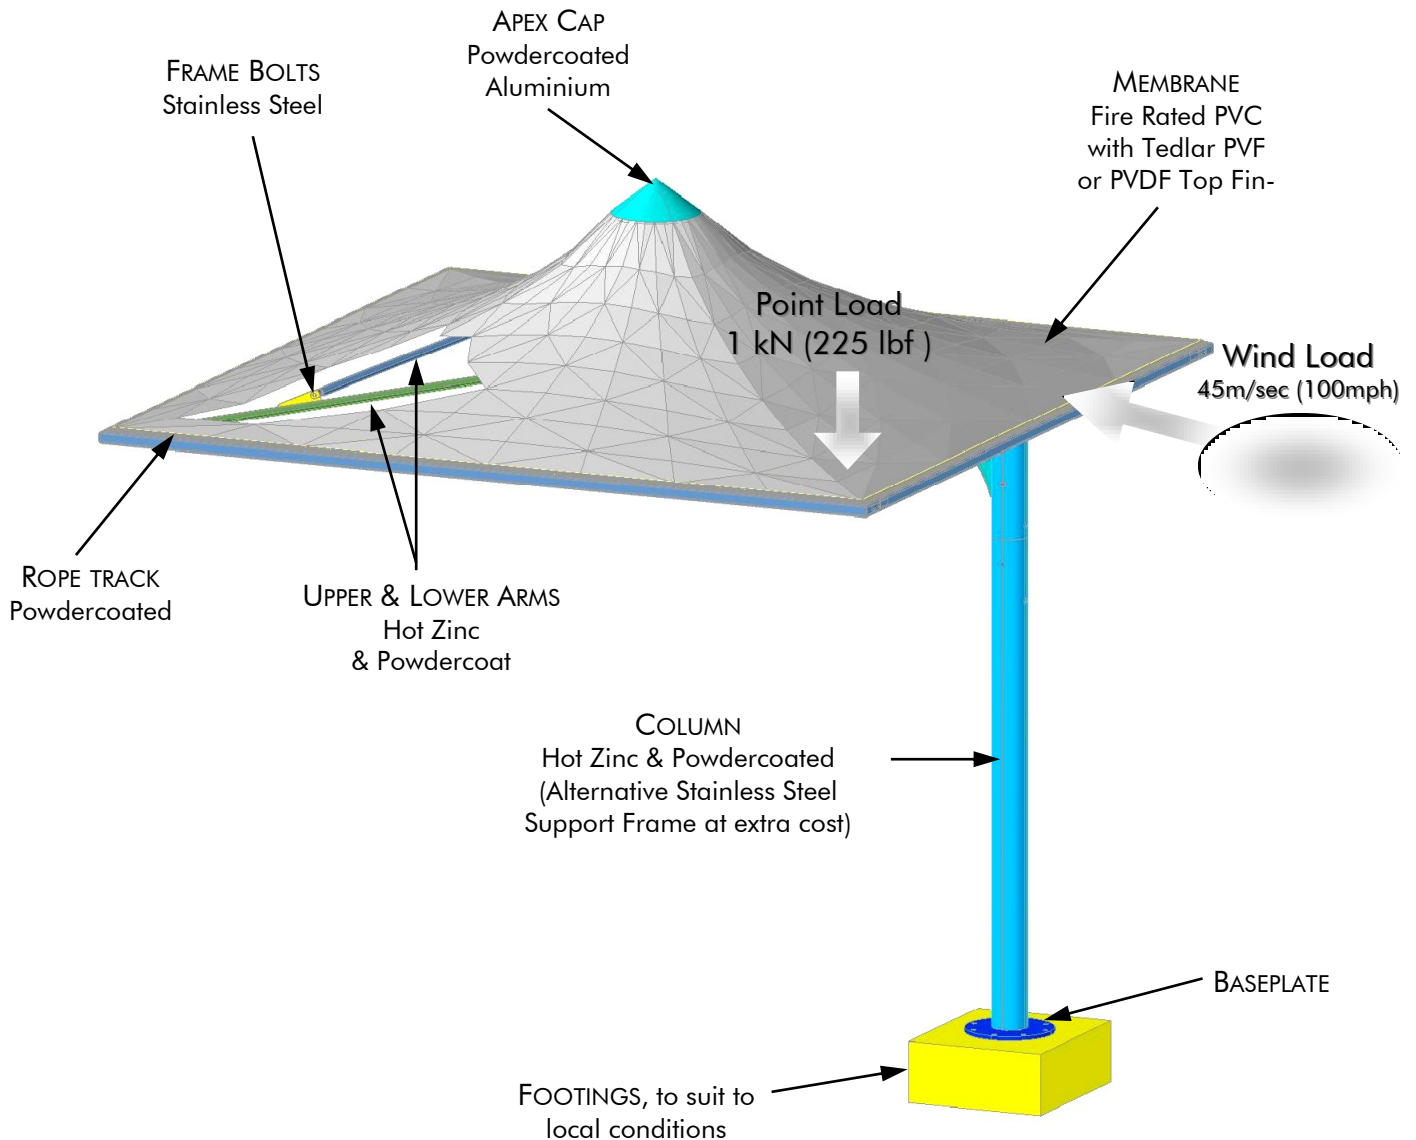 APEX CAP
Powdercoated
Aluminium
FRAME BOLTS
Stainless Steel
MEMBRANE
Fire Rated PVC
with Tedlar PVF
or PVDF Top Fin-
Point Load
1 kN (225 lbf )
Wind Load
45m/sec (100mph)
ROPE TRACK
Powdercoated
UPPER & LOWER ARMS
Hot Zinc
& Powdercoat
COLUMN
Hot Zinc & Powdercoated
(Alternative Stainless Steel
Support Frame at extra cost)
BASEPLATE
FOOTINGS, to suit to
local conditions